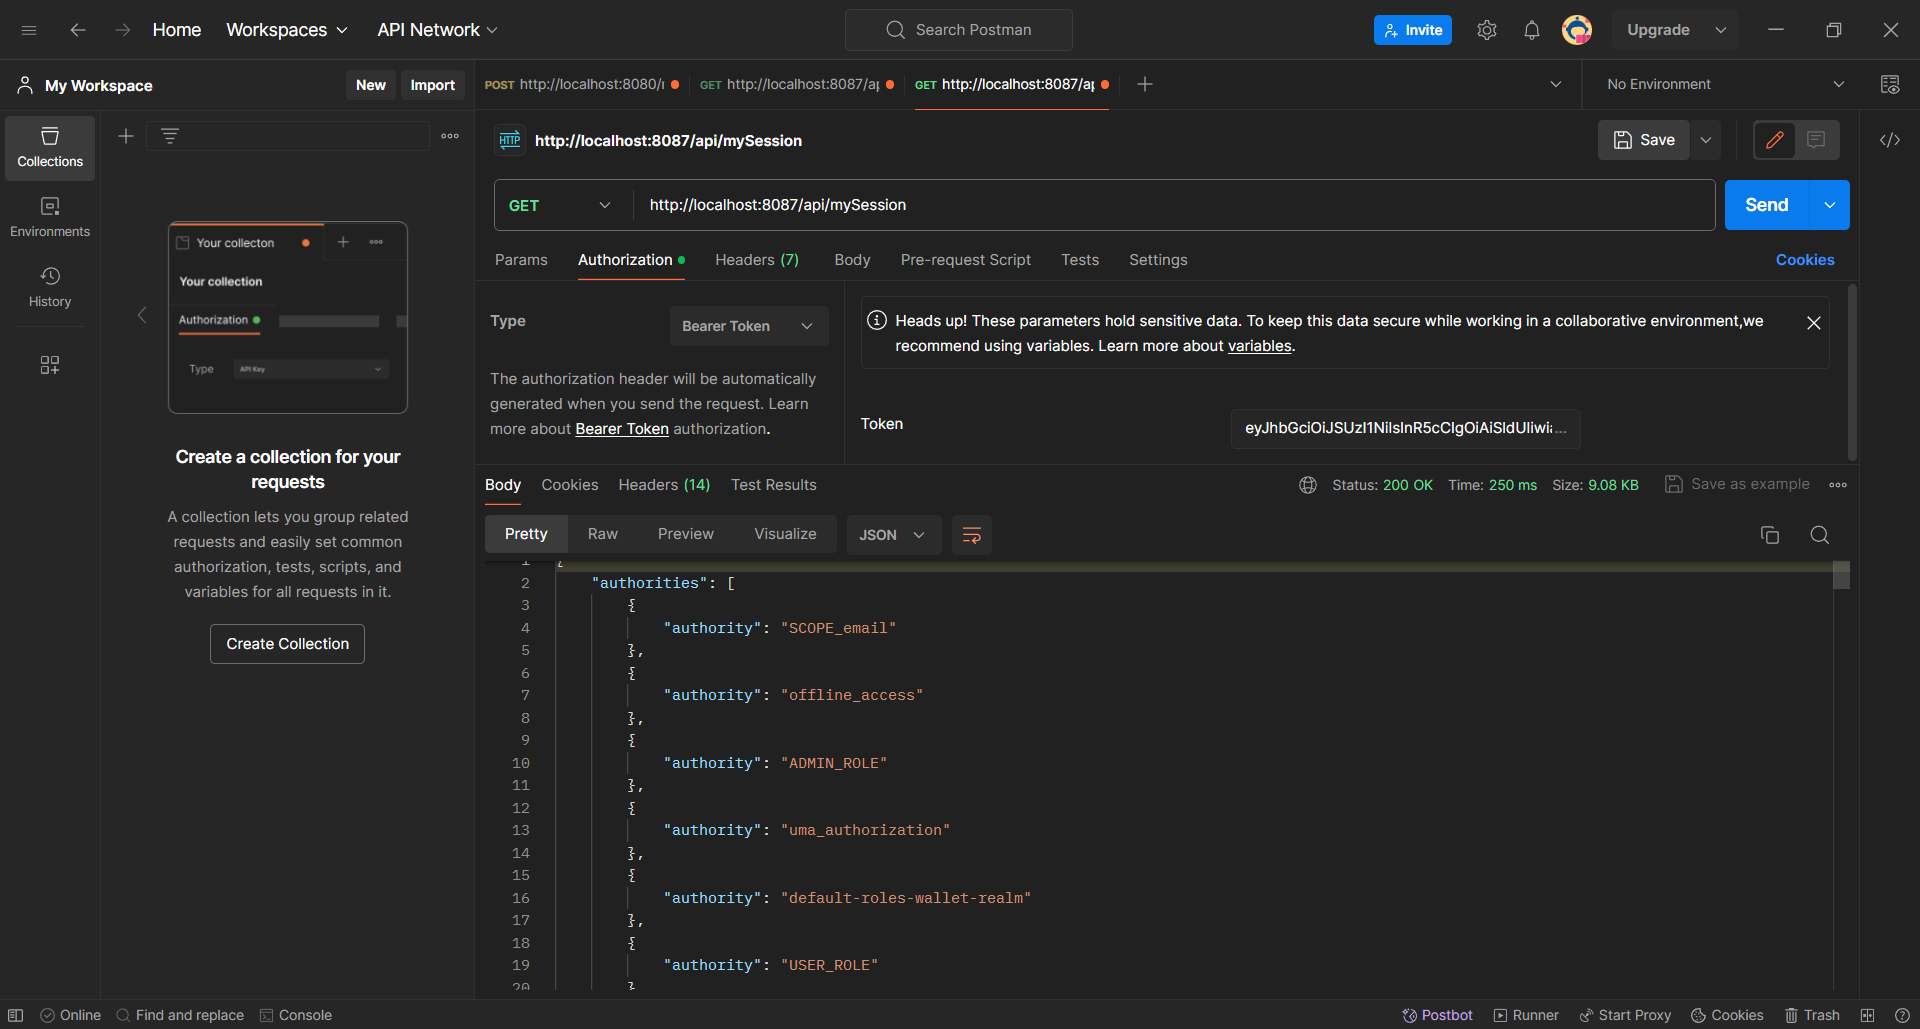 Home Workspaces API Network Search Postman Invite Upgrade
My Workspace New Import
POST http://localhost:8080/ GET http://localhost:8087/ap GET http://localhost:8087/ap No Environment
Collections
Environments
History
Your collecton
Your collection
Authorization
Type API Key
Create a collection for your
requests
A collection lets you group related
requests and easily set common
authorization, tests, scripts, and
variables for all requests in it.
Create Collection
HTTP http://localhost:8087/api/mySession Save
GET http://localhost:8087/api/mySession Send
Params Authorization Headers (7) Body Pre-request Script Tests Settings Cookies
Type Bearer Token
The authorization header will be automatically
generated when you send the request. Learn
more about Bearer Token authorization.
Heads up! These parameters hold sensitive data. To keep this data secure while working in a collaborative environment,we
recommend using variables. Learn more about variables.
Token
Body Cookies Headers (14) Test Results Status: 200 OK Time: 250 ms Size: 9.08 KB Save as example
Pretty Raw Preview Visualize JSON
1 {
2 "authorities": [
3 {
4 "authority": "SCOPE_email"
5 },
6 {
7 "authority": "offline_access"
8 },
9 {
10 "authority": "ADMIN_ROLE"
11 },
12 {
13 "authority": "uma_authorization"
14 },
15 {
16 "authority": "default-roles-wallet-realm"
17 },
18 {
19 "authority": "USER_ROLE"
20 }
Online Find and replace Console Postbot Runner Start Proxy Cookies Trash